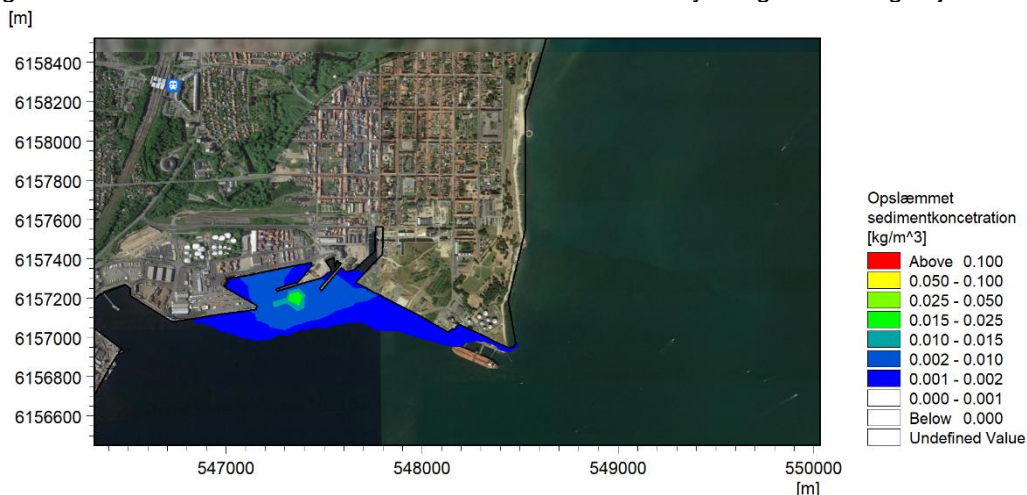 [m]
6158400
6158200
6158000
6157800
6157600
6157400
6157200
6157000
6156800
6156600
547000
548000
549000
550000
[m]
B
Opslæmmet
sedimentkoncetration
[kg/m^3]
Above 0.100
0.050 - 0.100
0.025 - 0.050
0.015 - 0.025
0.010 - 0.015
0.002 - 0.010
0.001 - 0.002
0.000 - 0.001
Below 0.000
Undefined Value